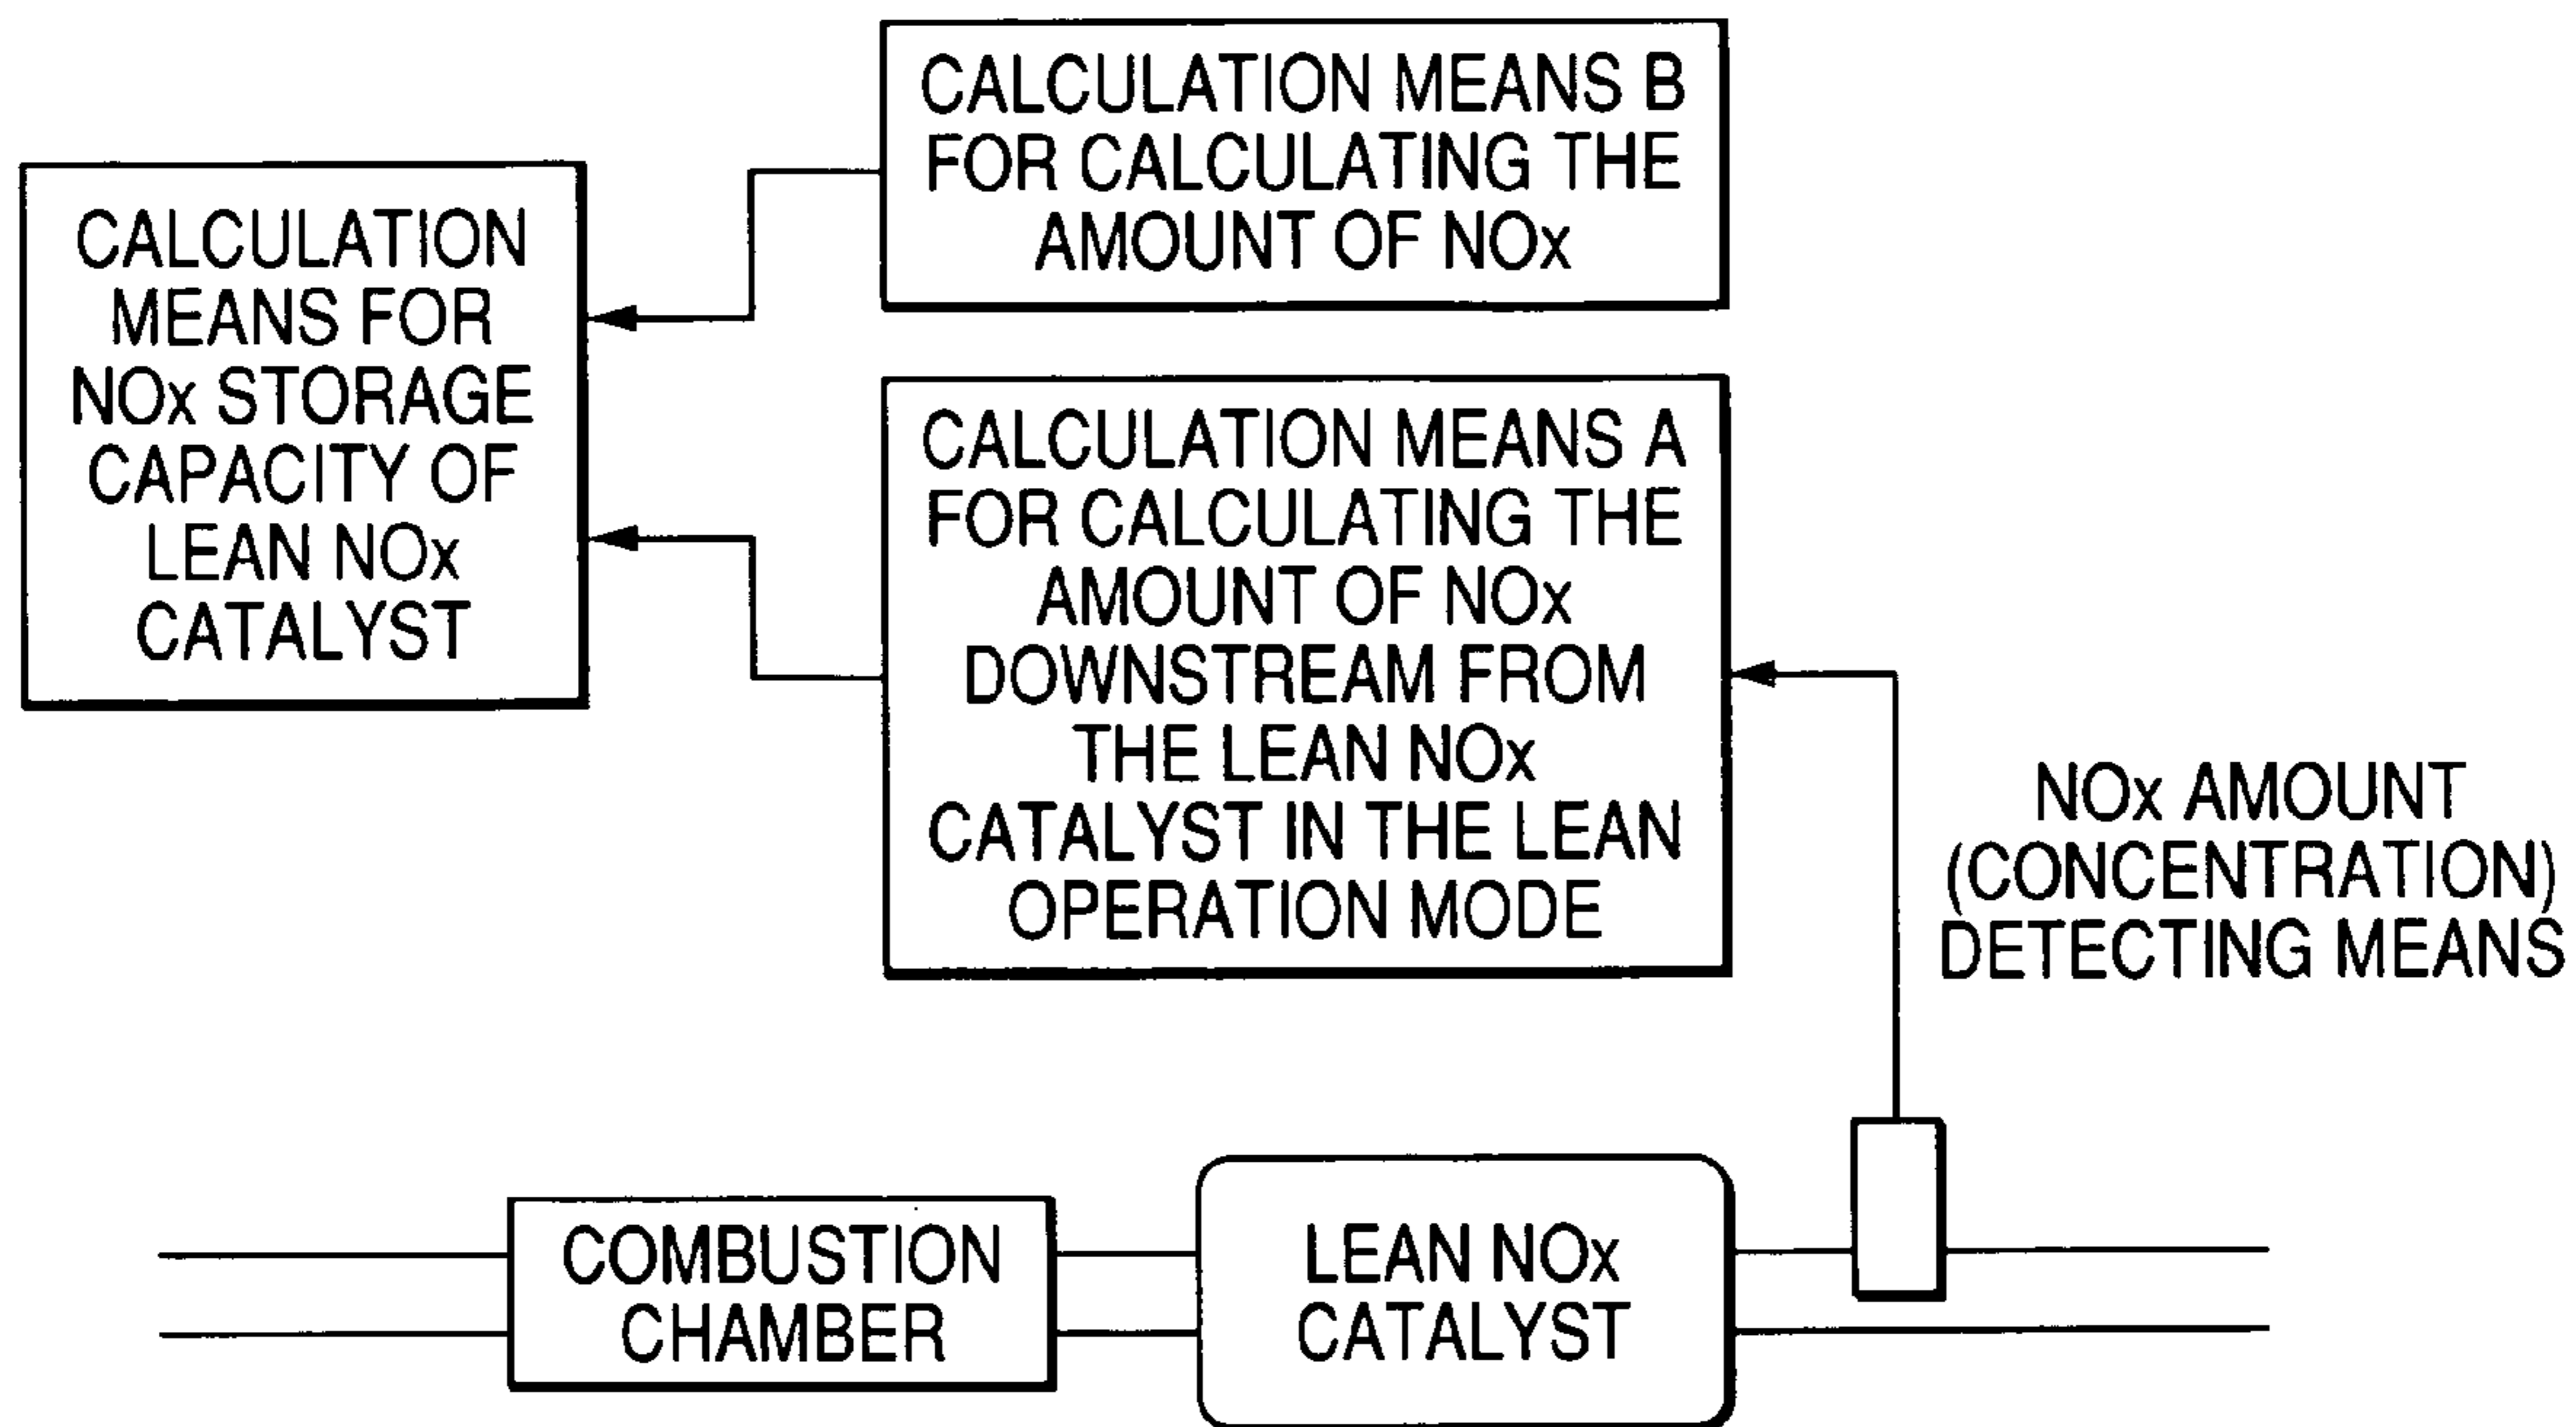 CALCULATION MEANS B
FOR CALCULATING THE
AMOUNT OF NOx
CALCULATION
MEANS FOR
NOx STORAGE
CAPACITY OF
LEAN NOx
CATALYST
CALCULATION MEANS A
FOR CALCULATING THE
AMOUNT OF NOx
DOWNSTREAM FROM
THE LEAN NOx
CATALYST IN THE LEAN
OPERATION MODE
NOx AMOUNT
(CONCENTRATION)
DETECTING MEANS
COMBUSTION
CHAMBER
LEAN NOx
CATALYST